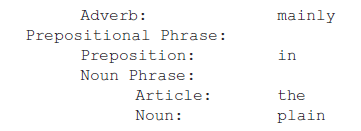 Adverb: mainly
Prepositional Phrase:
Preposition: in
Noun Phrase:
Article: the
Noun: plain